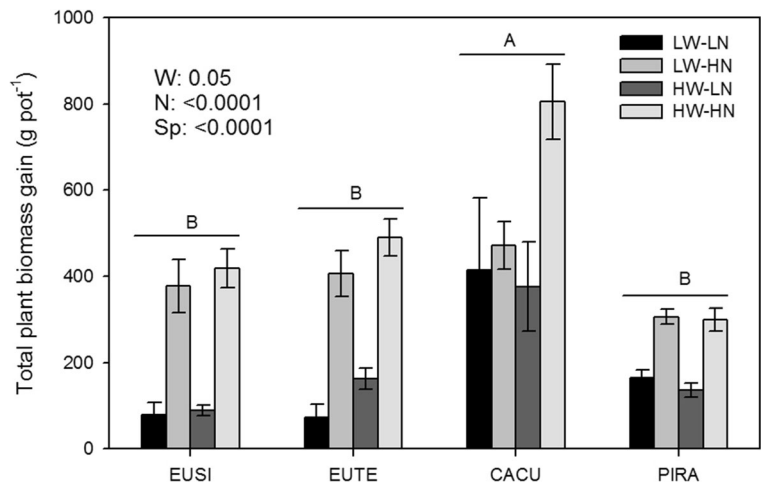 Total plant biomass gain (g pot-1)
1000
800
600
400
200
0
W: 0.05
N: <0.0001
Sp: <0.0001
B
B
A
B
LW-LN
LW-HN
HW-LN
HW-HN
EUSI
EUTE
CACU
PIRA